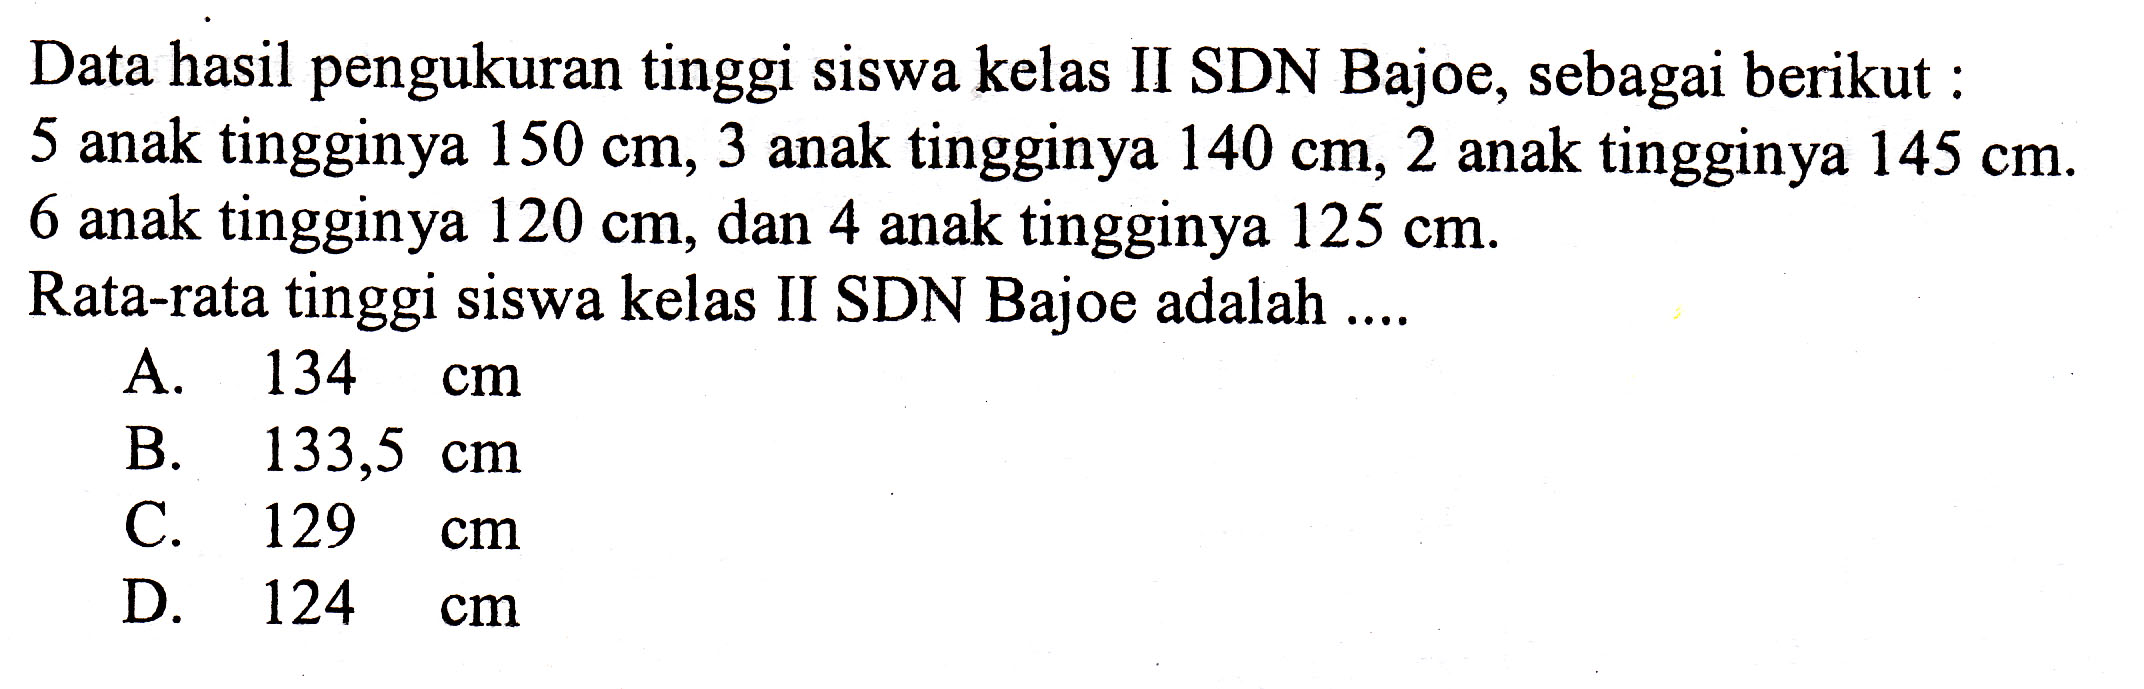 Data hasil pengukuran tinggi siswa kelas II SDN Bajoe, sebagai berikut :
5 anak tingginya 150 cm, 3 anak tingginya 140 cm, 2 anak tingginya 145 cm.
6 anak tingginya 120 cm, dan 4 anak tingginya 125 cm.
Rata-rata tinggi siswa kelas II SDN Bajoe adalah ....
A. 134 cm
B. 133,5 cm
C. 129 cm
D. 124 cm